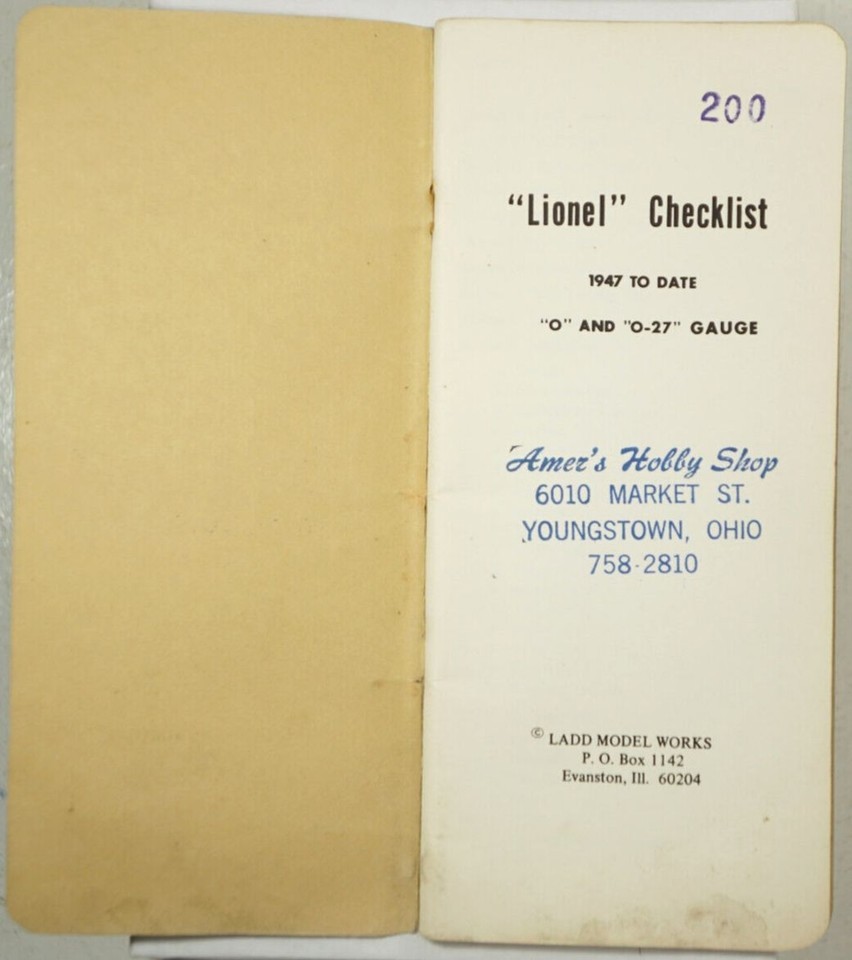 200
"Lionel" Checklist
1947 TO DATE
"O" AND "O-27" GAUGE
Amer's Hobby Shop
6010 MARKET ST.
YOUNGSTOWN, OHIO
758-2810
© LADD MODEL WORKS
P. O. Box 1142
Evanston, Ill. 60204